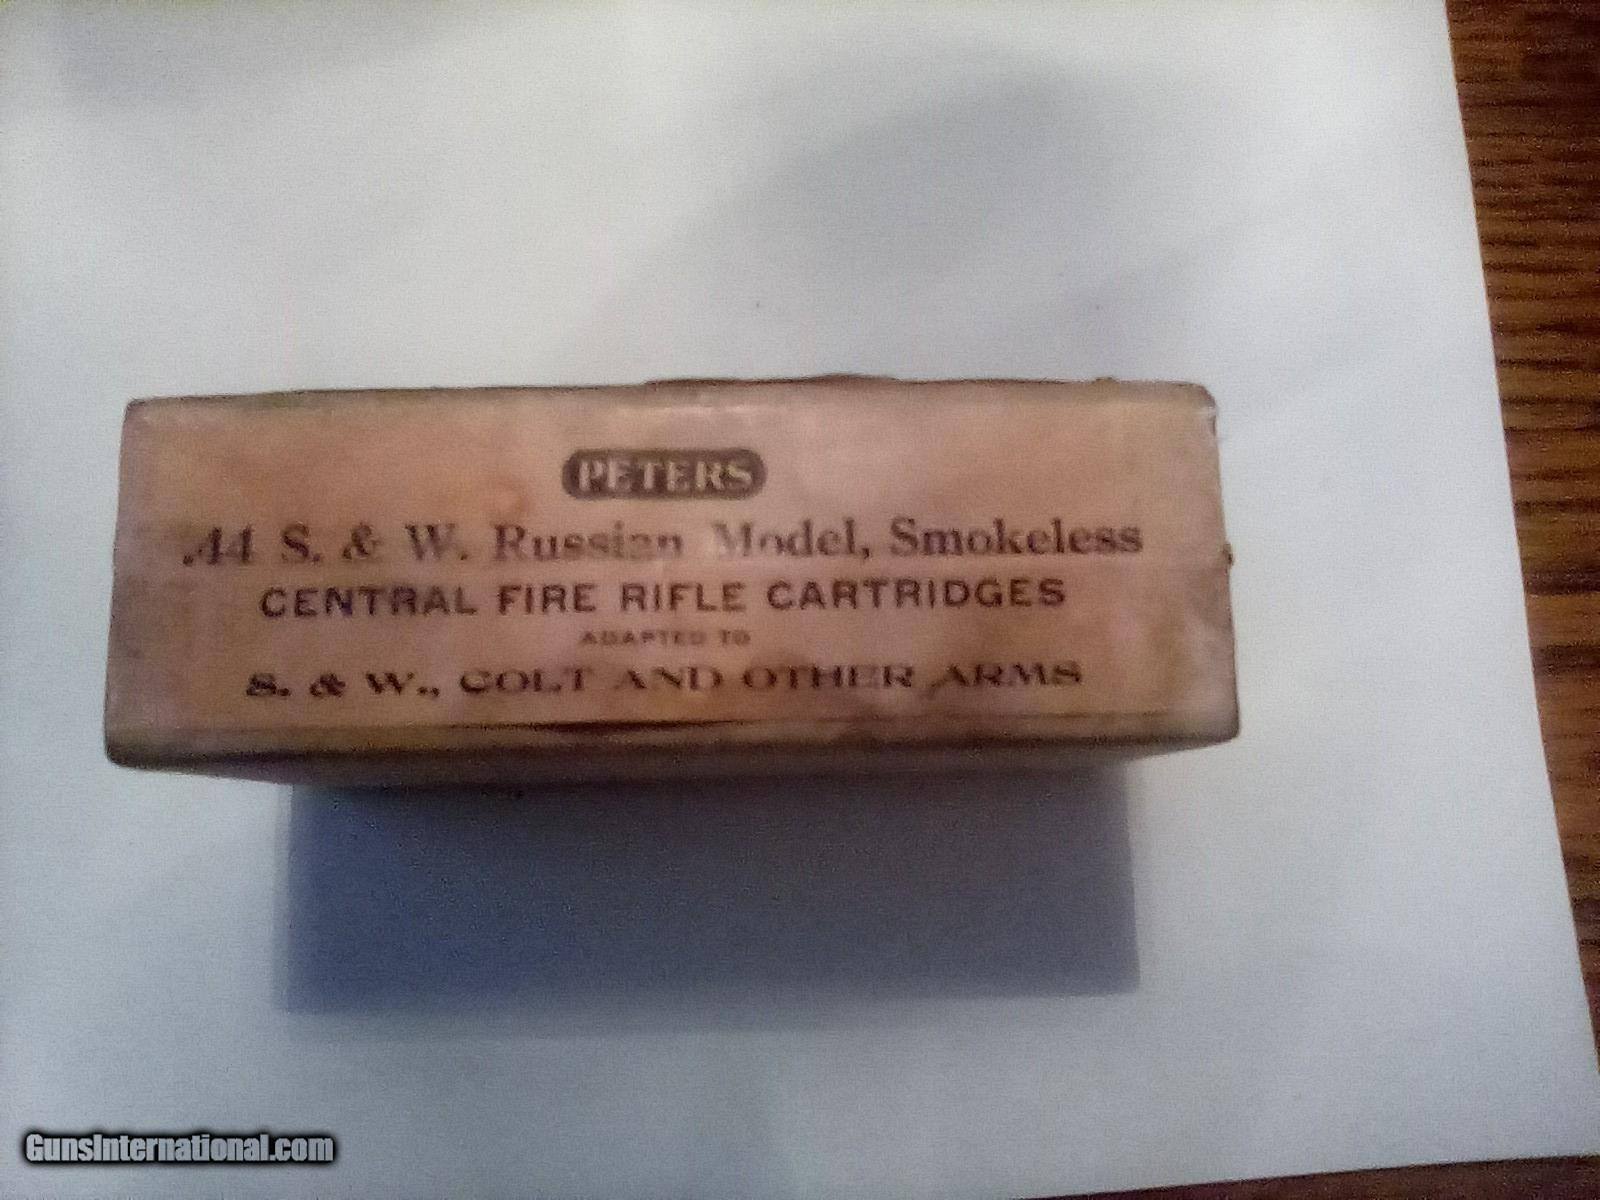 PETERS
.44 S. & W. Russian Model, Smokeless
CENTRAL FIRE RIFLE CARTRIDGES
ADAPTED TO
S. & W., COLT AND OTHER ARMS
GunsInternational.com